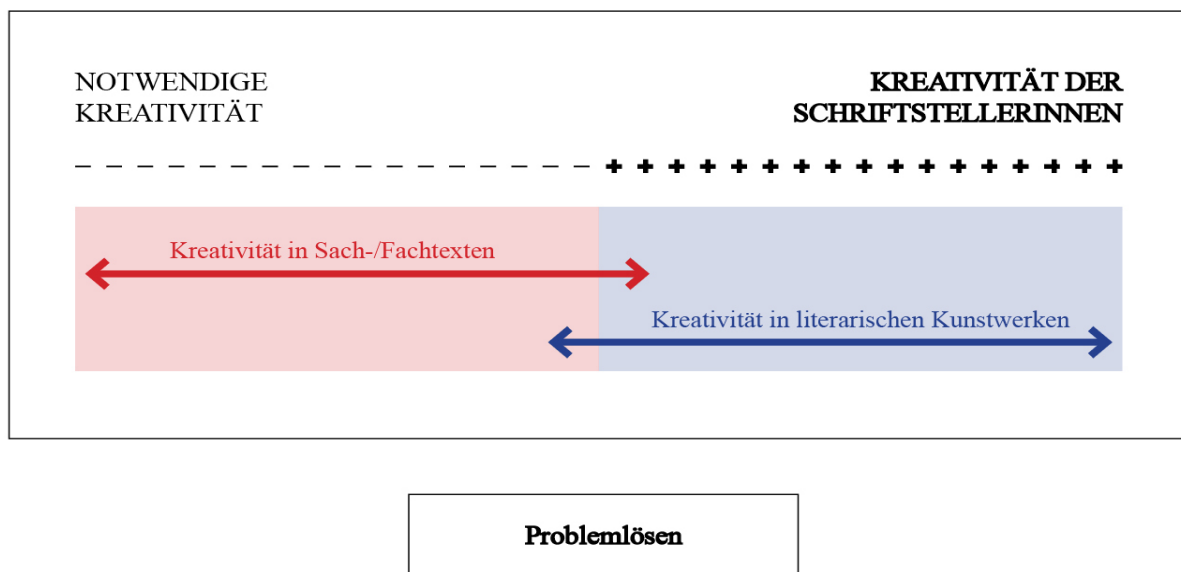 NOTWENDIGE
KREATIVITÄT
KREATIVITÄT DER
SCHRIFTSTELLERINNEN
Kreativität in Sach-/Fachtexten
Kreativität in literarischen Kunstwerken
Problemlösen